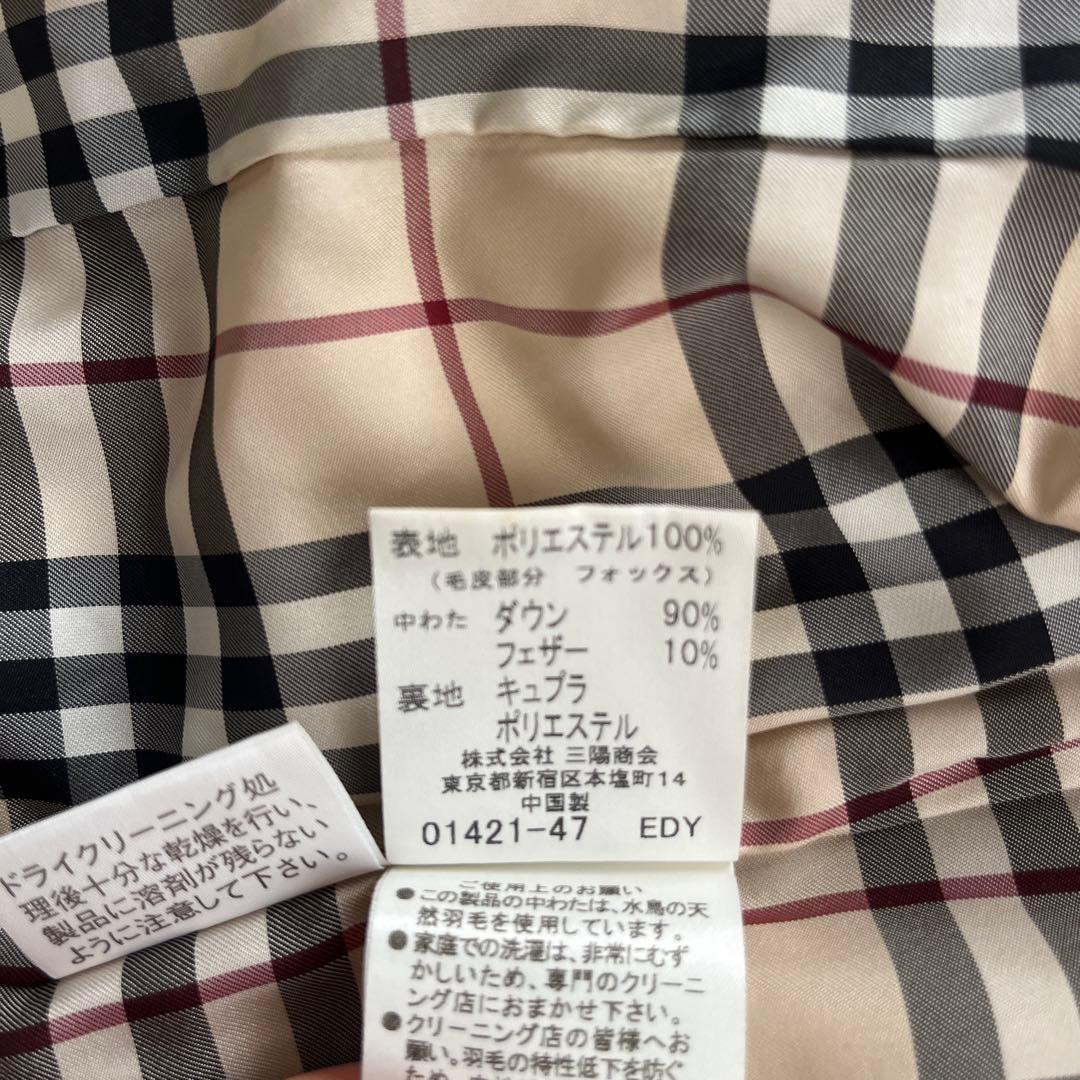 表地 ポリエステル100%
(毛皮部分 フォックス)
中わた ダウン 90%
フェザー 10%
裏地 キュプラ
ポリエステル
株式会社 三陽商会
東京都新宿区本塩町14
中国製
01421-47 EDY
ドライクリーニング処
理後十分な乾燥を行い、
製品に溶剤が残らない
ように注意して下さい。
ご使用上のお願い
●この製品の中わたは、水鳥の天
然羽毛を使用しています。
●家庭での洗濯は、非常にむず
かしいため、専門のクリーニ
ング店におまかせ下さい。
●クリーニング店の皆様へお
願い。羽毛の特性低下を防ぐ
ため、